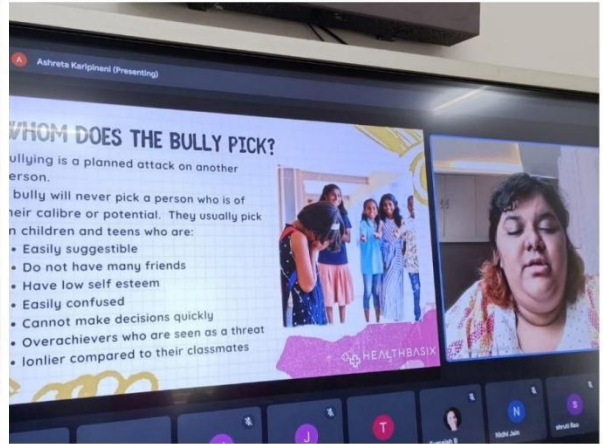 A
Ashreta Karipineni (Presenting)
WHOM DOES THE BULLY PICK?
ullying is a planned attack on another
erson.
bully will never pick a person who is of
heir calibre or potential. They usually pick
n children and teens who are:
• Easily suggestible
• Do not have many friends
• Have low self esteem
• Easily confused
• Cannot make decisions quickly
• Overachievers who are seen as a threat
• lonlier compared to their classmates
HEALTHBASIX
J
T
N
Nidhi Jain
S
shruti Rao